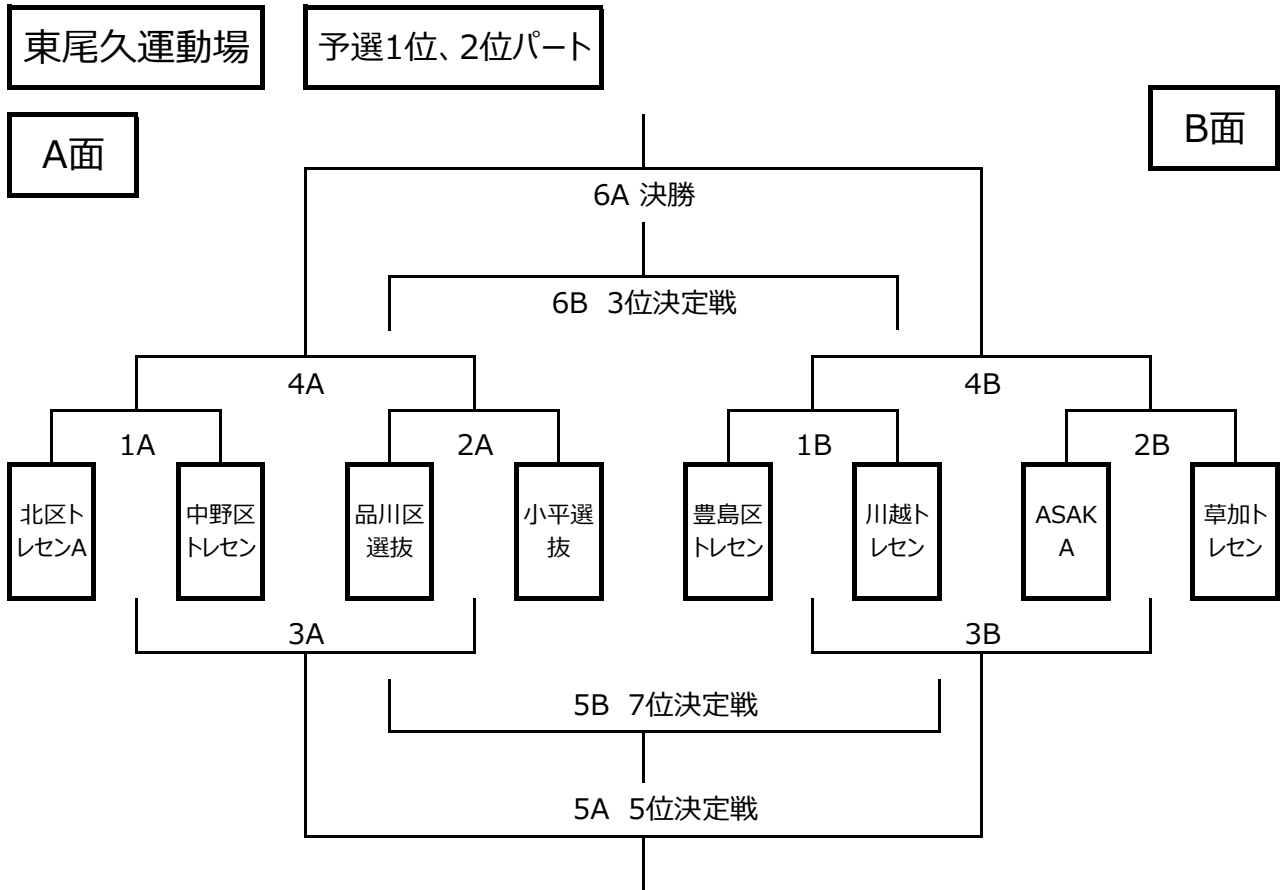 東尾久運動場
予選1位、2位パート
A面
B面
6A 決勝
6B 3位決定戦
4A
4B
1A
2A
1B
2B
北区ト
レセンA
中野区
トレセン
品川区
選抜
小平選
抜
豊島区
トレセン
川越ト
レセン
ASAK
A
草加ト
レセン
3A
3B
5B 7位決定戦
5A 5位決定戦